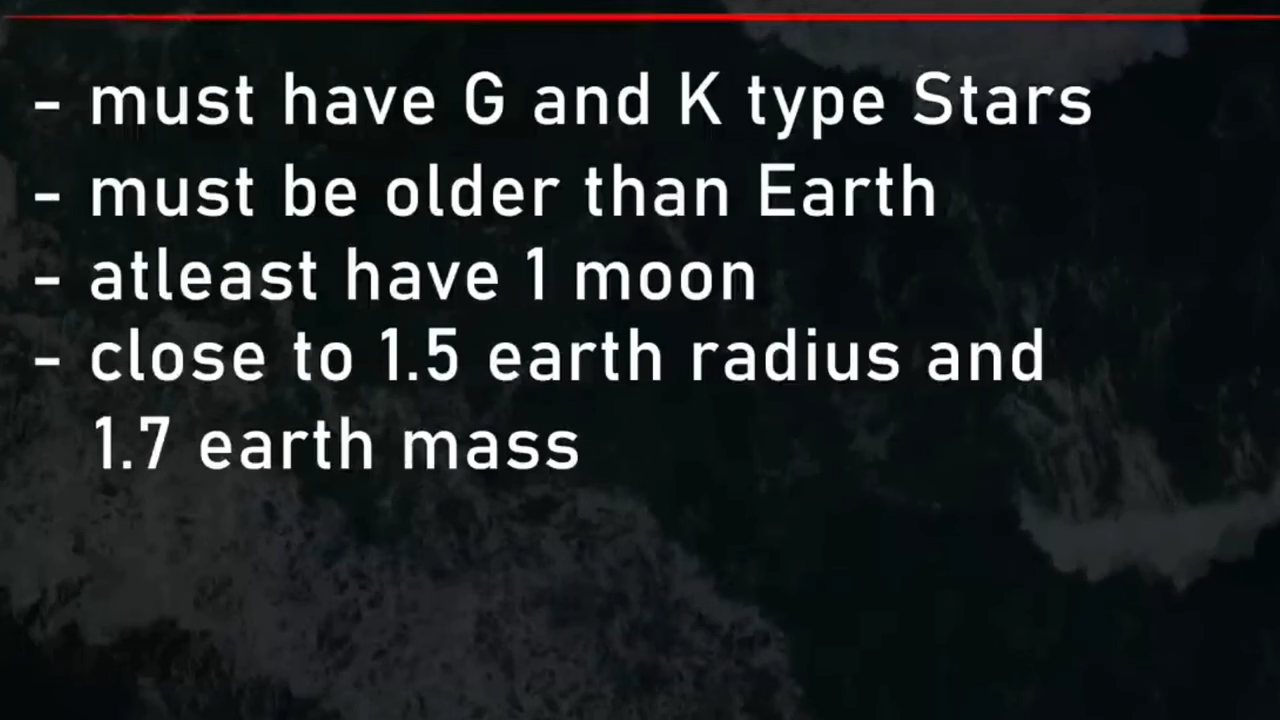 - must have G and K type Stars
- must be older than Earth
- atleast have 1 moon
- close to 1.5 earth radius and
1.7 earth mass